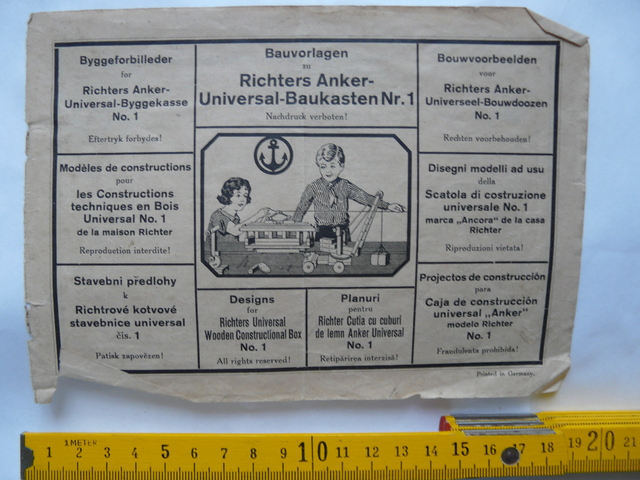 Byggeforbilleder
for
Richters Anker-
Universal-Byggekasse
No. 1
Eftertryk forbydes!
Bauvorlagen
zu
Richters Anker-
Universal-Baukasten Nr. 1
Nachdruck verboten!
Bouwvoorbeelden
voor
Richters Anker-
Universeel-Bouwdoozen
No. 1
Rechten voorbehouden!
Modèles de constructions
pour
les Constructions
techniques en Bois
Universal No. 1
de la maison Richter
Reproduction interdite!
Disegni modelli ad usu
della
Scatola di costruzione
universale No. 1
marca „Ancora" de la casa
Richter
Riproduzioni vietata!
Stavební předlohy
k
Richtrové kotvové
stavebnice universal
čís. 1
Patisk zapovězen!
Designs
for
Richters Universal
Wooden Constructional Box
No. 1
All rights reserved!
Planuri
pentru
Richter Cutia cu cuburi
de lemn Anker Universal
No. 1
Retipărirea interzisă!
Projectos de construcción
para
Caja de construcción
universal „Anker"
modelo Richter
No. 1
Fraudolenta prohibida!
Printed in Germany.
1 METER
1 2 3 4 5 6 7 8 9 10 11 12 13 14 15 16 17 18 19 20 21